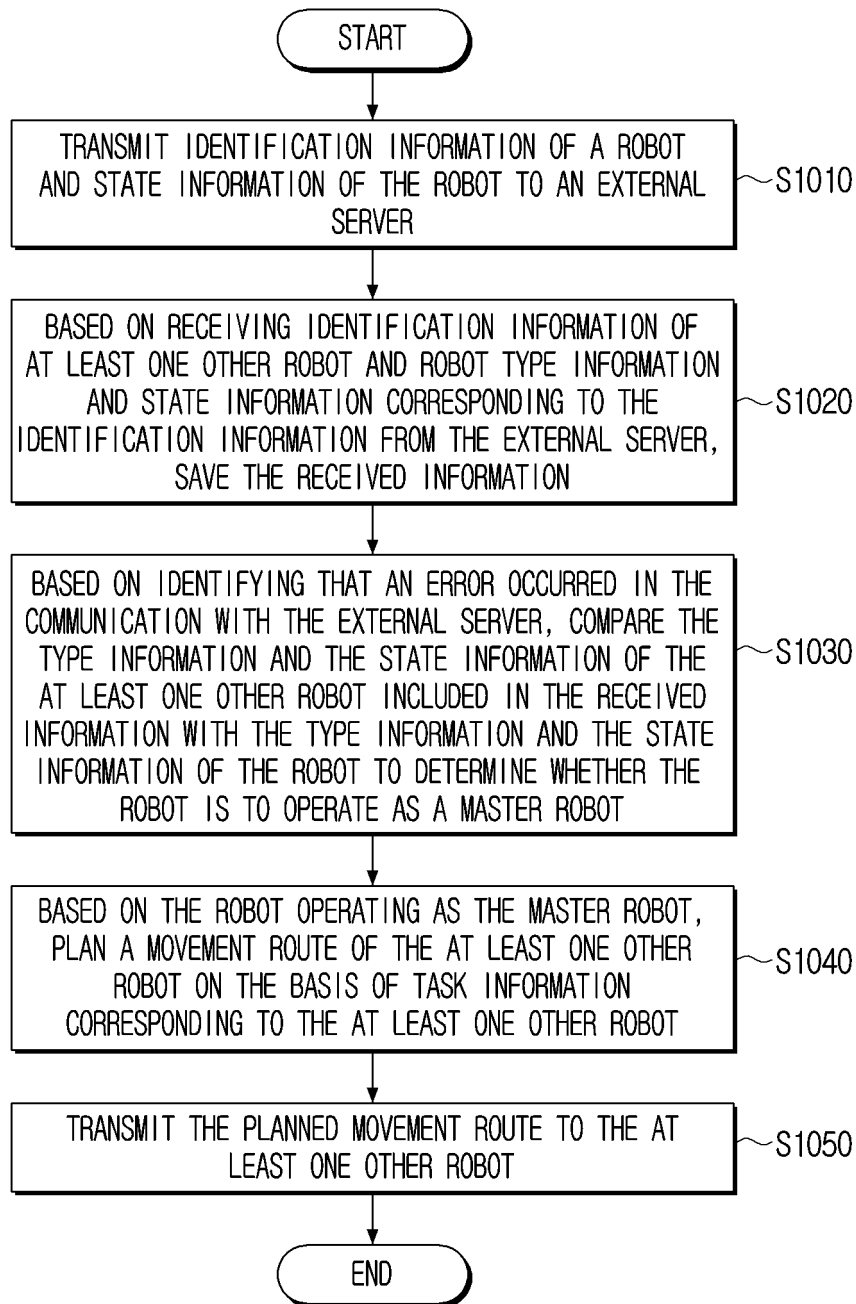 START
TRANSMIT IDENTIFICATION INFORMATION OF A ROBOT
AND STATE INFORMATION OF THE ROBOT TO AN EXTERNAL
SERVER
S1010
BASED ON RECEIVING IDENTIFICATION INFORMATION OF
AT LEAST ONE OTHER ROBOT AND ROBOT TYPE INFORMATION
AND STATE INFORMATION CORRESPONDING TO THE
IDENTIFICATION INFORMATION FROM THE EXTERNAL SERVER,
SAVE THE RECEIVED INFORMATION
S1020
BASED ON IDENTIFYING THAT AN ERROR OCCURRED IN THE
COMMUNICATION WITH THE EXTERNAL SERVER, COMPARE THE
TYPE INFORMATION AND THE STATE INFORMATION OF THE
AT LEAST ONE OTHER ROBOT INCLUDED IN THE RECEIVED
INFORMATION WITH THE TYPE INFORMATION AND THE STATE
INFORMATION OF THE ROBOT TO DETERMINE WHETHER THE
ROBOT IS TO OPERATE AS A MASTER ROBOT
S1030
BASED ON THE ROBOT OPERATING AS THE MASTER ROBOT,
PLAN A MOVEMENT ROUTE OF THE AT LEAST ONE OTHER
ROBOT ON THE BASIS OF TASK INFORMATION
CORRESPONDING TO THE AT LEAST ONE OTHER ROBOT
S1040
TRANSMIT THE PLANNED MOVEMENT ROUTE TO THE AT
LEAST ONE OTHER ROBOT
S1050
END